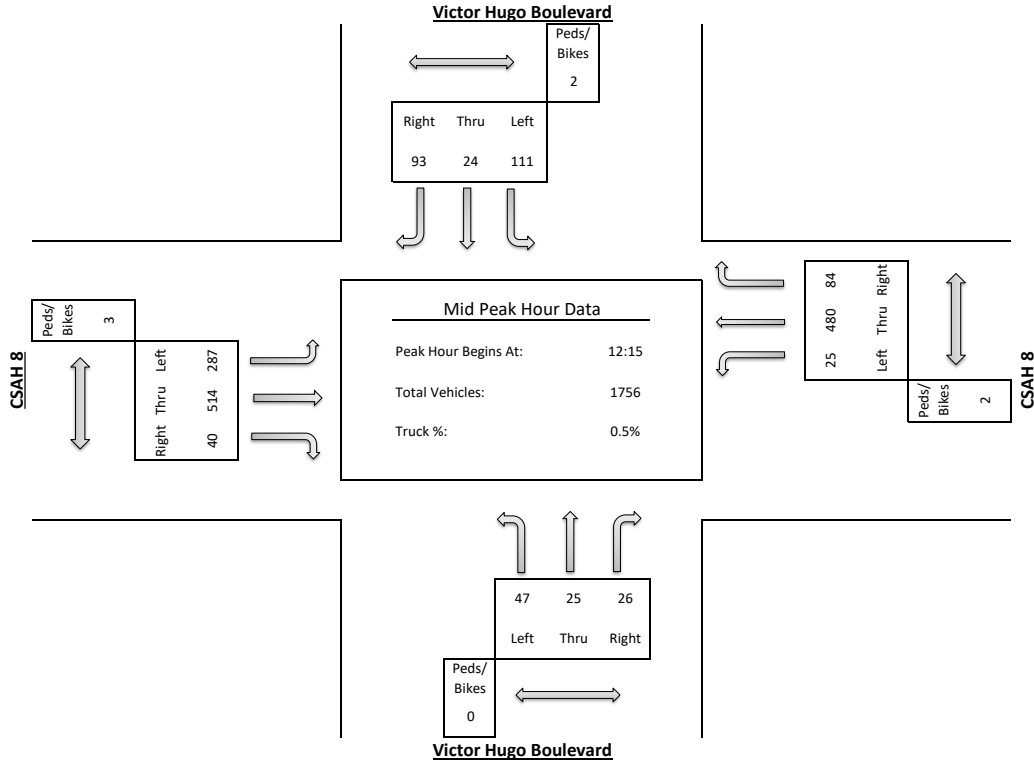 Victor Hugo Boulevard
Peds/
Bikes
2
Right Thru Left
93 24 111
CSAH 8
Peds/
Bikes
3
Left 287
Thru 514
Right 40
Mid Peak Hour Data
Peak Hour Begins At: 12:15
Total Vehicles: 1756
Truck %: 0.5%
84 Right
480 Thru
25 Left
Peds/
Bikes
2
CSAH 8
47 25 26
Left Thru Right
Peds/
Bikes
0
Victor Hugo Boulevard